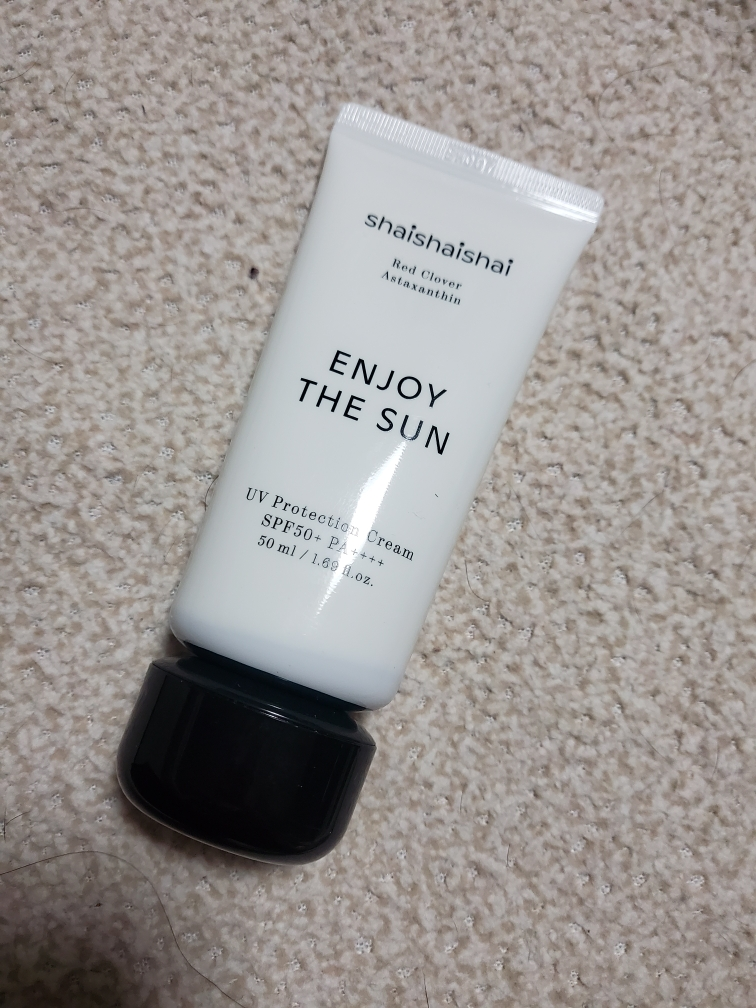 shaishaishai
Red Clover
Astaxanthin
ENJOY
THE SUN
UV Protection Cream
SPF50+ PA++++
50 ml / 1.69 fl.oz.